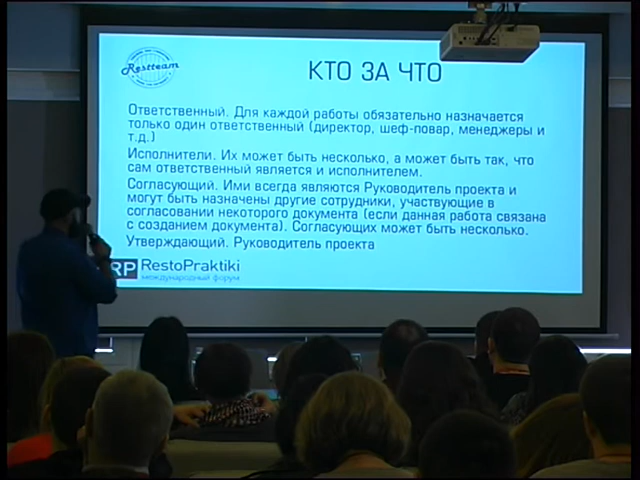 Restteam
КТО ЗА ЧТО
Ответственный. Для каждой работы обязательно назначается
только один ответственный (директор, шеф-повар, менеджеры и
т.д.)
Исполнители. Их может быть несколько, а может быть так, что
сам ответственный является и исполнителем.
Согласующий. Ими всегда являются Руководитель проекта и
могут быть назначены другие сотрудники, участвующие в
согласовании некоторого документа (если данная работа связана
с созданием документа). Согласующих может быть несколько.
Утверждающий. Руководитель проекта
RP RestoPraktiki
международный форум